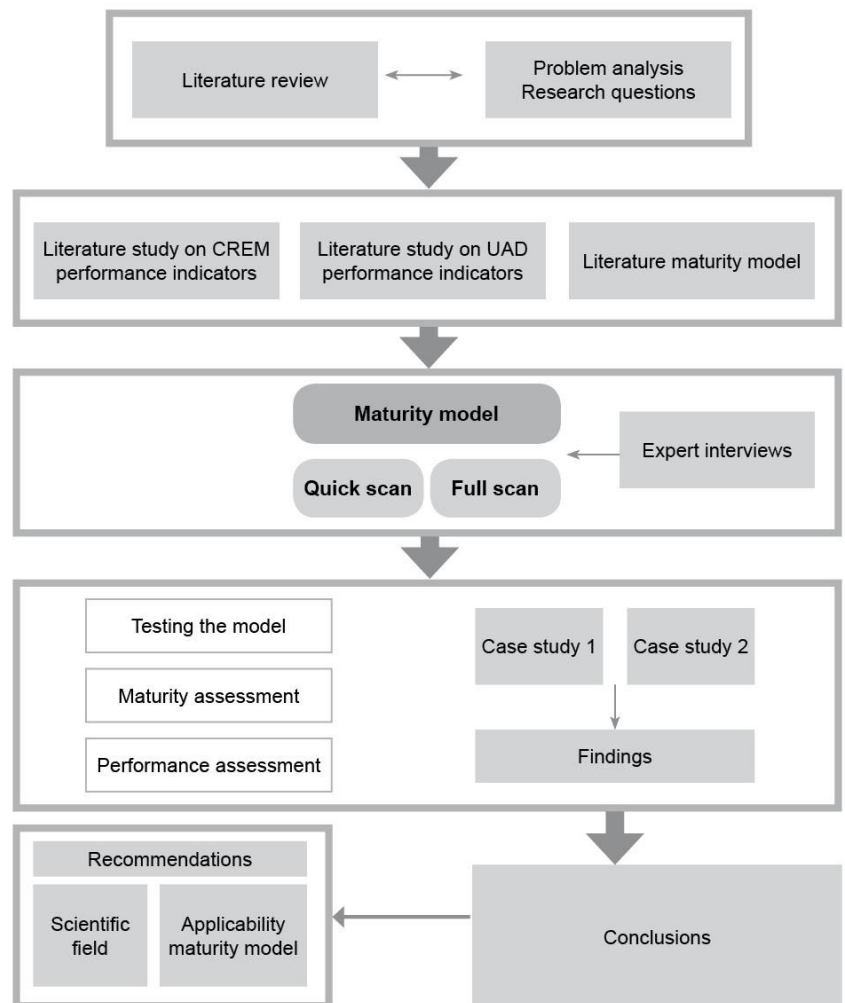 Literature review
Problem analysis
Research questions
Literature study on CREM
performance indicators
Literature study on UAD
performance indicators
Literature maturity model
Maturity model
Quick scan
Full scan
Expert interviews
Testing the model
Maturity assessment
Performance assessment
Case study 1
Case study 2
Findings
Recommendations
Scientific
field
Applicability
maturity model
Conclusions